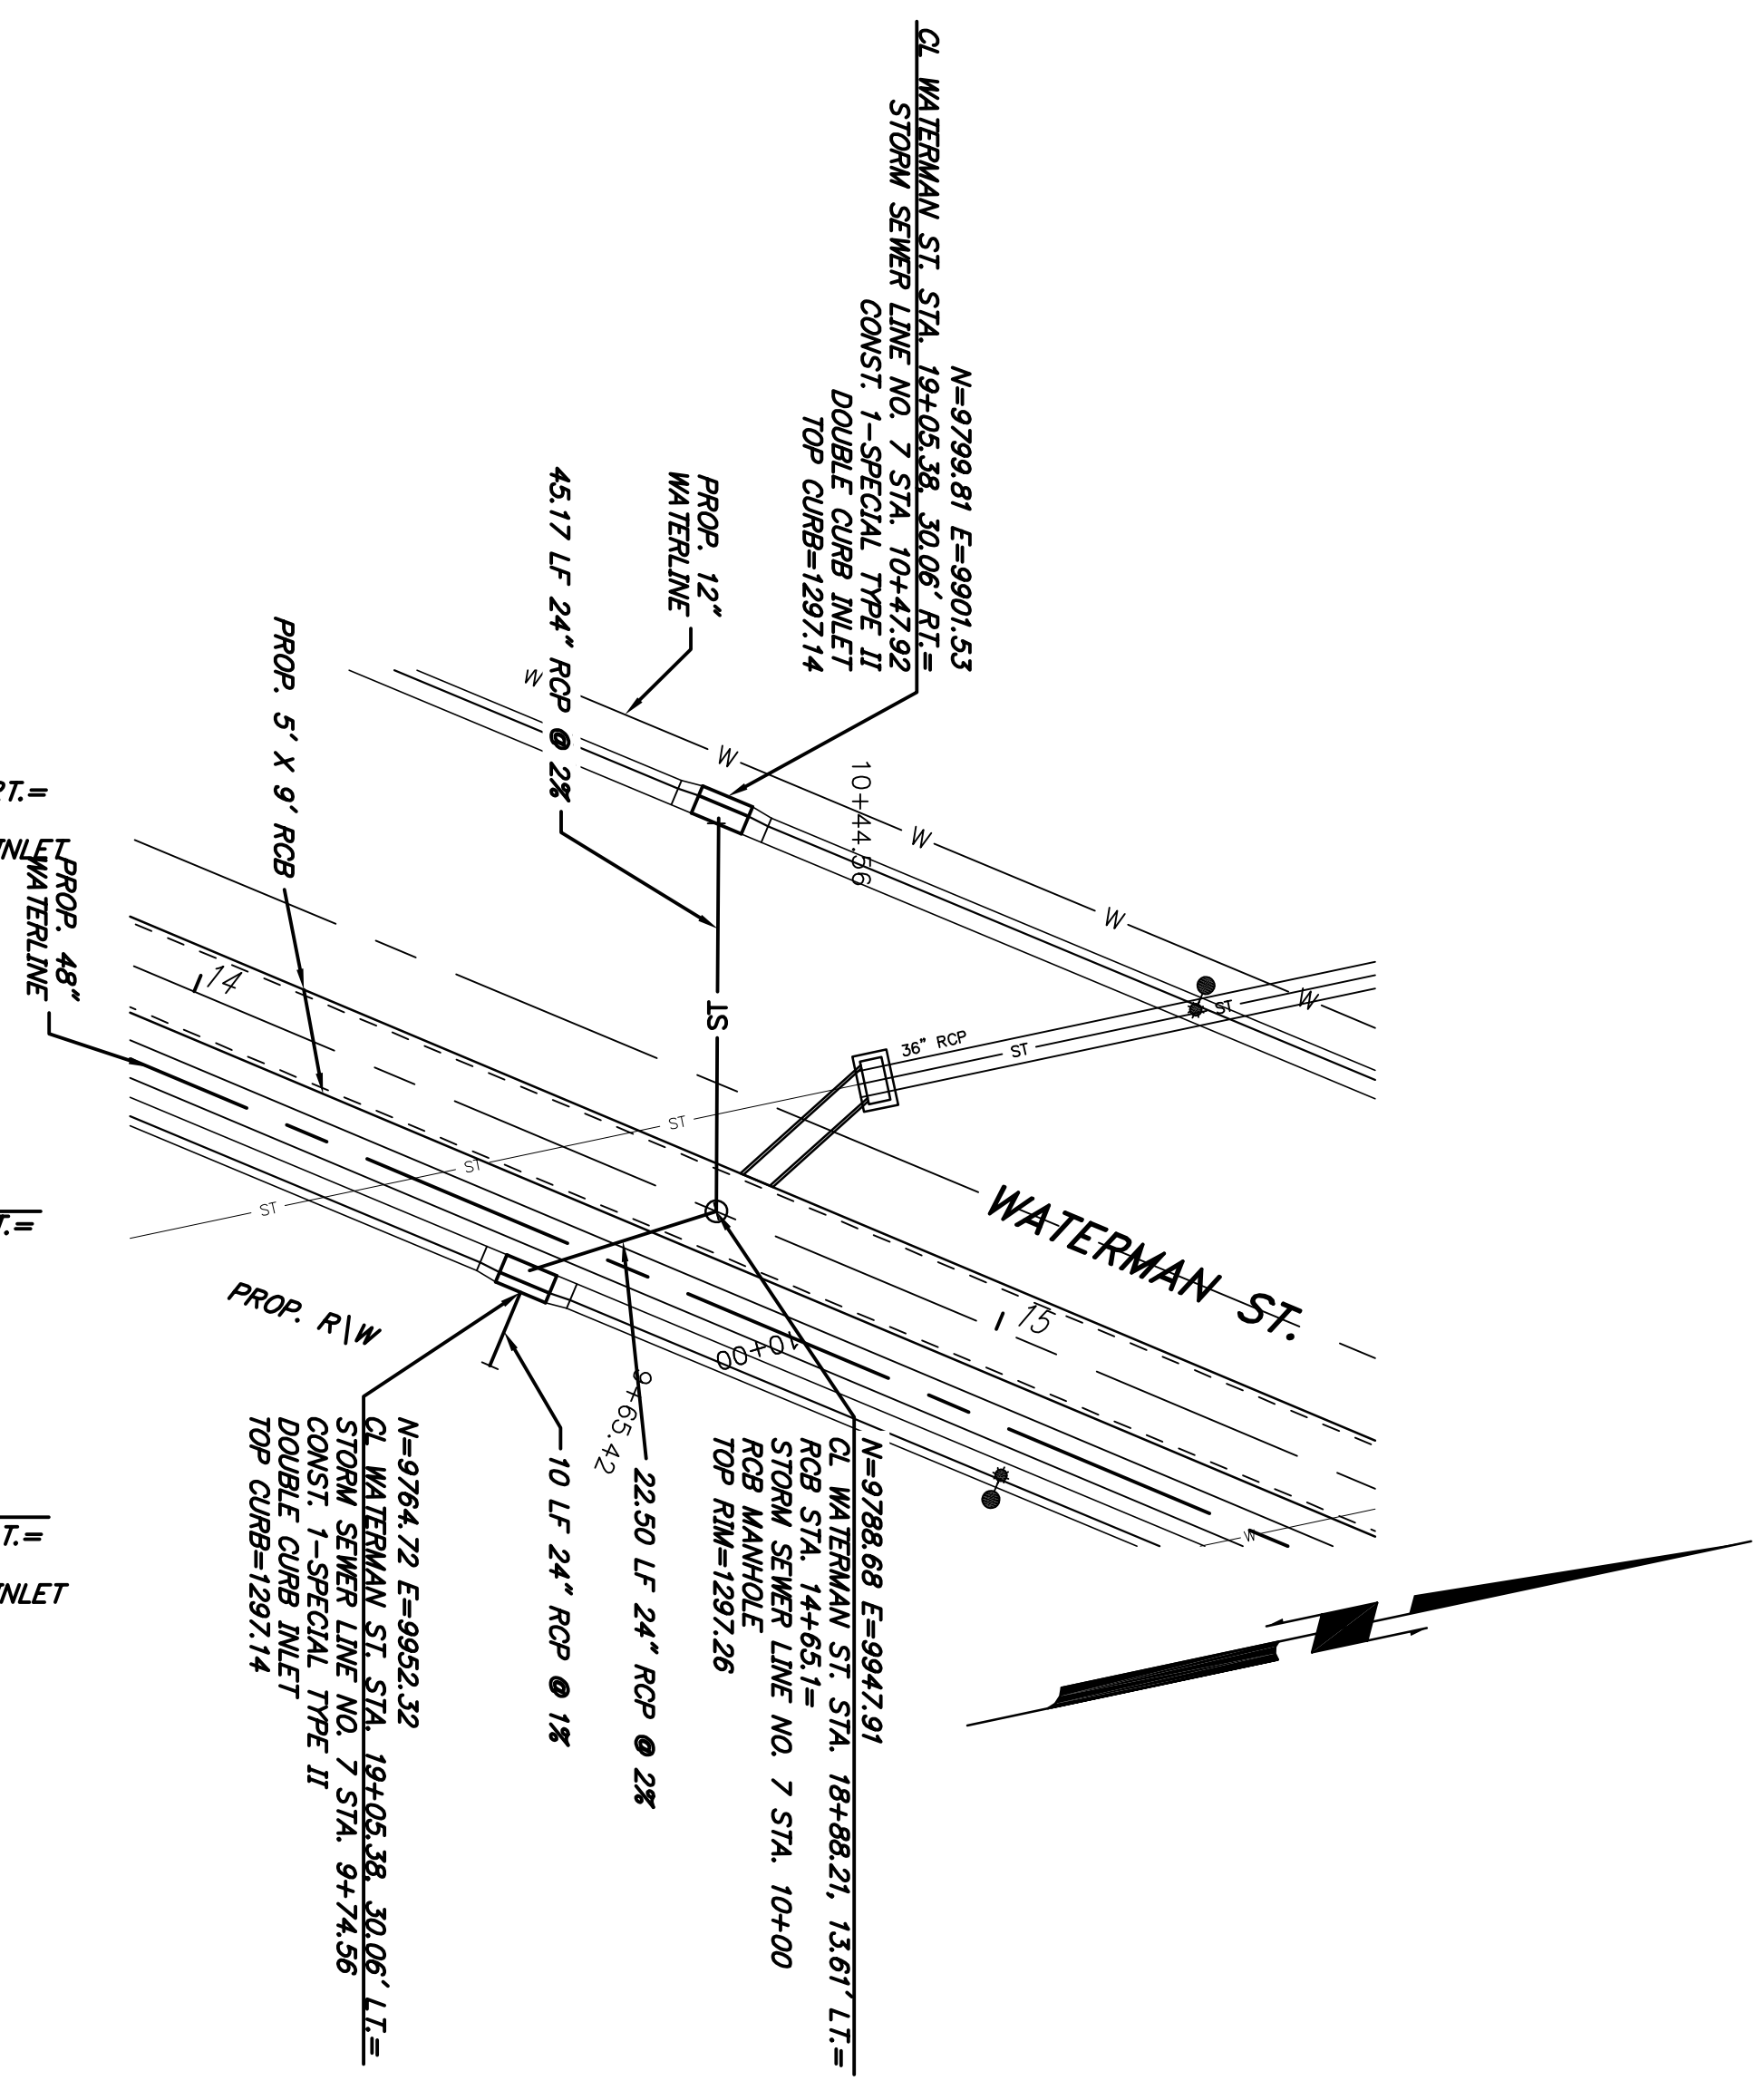 N=9799.81 E=9901.53
CL WATERMAN ST. STA. 19+05.38, 30.06' RT.=
STORM SEWER LINE NO. 7 STA. 10+47.92
CONST. 1-SPECIAL TYPE II
DOUBLE CURB INLET
TOP CURB=1297.14
PROP. 12"
WATERLINE
45.17 LF 24" RCP @ 2%
PROP. 5' X 9' RCB
PROP. 48"
WATERLINE
RT.=
INLET
T.=
T.=
INLET
W
W
W
W
W
10+44.56
ST
36" RCP
ST
ST
ST
ST
ST
14
15
WATERMAN ST.
PROP. R|W
10+00
9+65.42
W
N=9788.68 E=9947.91
CL WATERMAN ST. STA. 18+88.21, 13.61' LT.=
RCB STA. 14+65.1=
STORM SEWER LINE NO. 7 STA. 10+00
RCB MANHOLE
TOP RIM=1297.26
22.50 LF 24" RCP @ 2%
10 LF 24" RCP @ 1%
N=9764.72 E=9952.32
CL WATERMAN ST. STA. 19+05.38, 30.06' LT.=
STORM SEWER LINE NO. 7 STA. 9+74.56
CONST. 1-SPECIAL TYPE II
DOUBLE CURB INLET
TOP CURB=1297.14